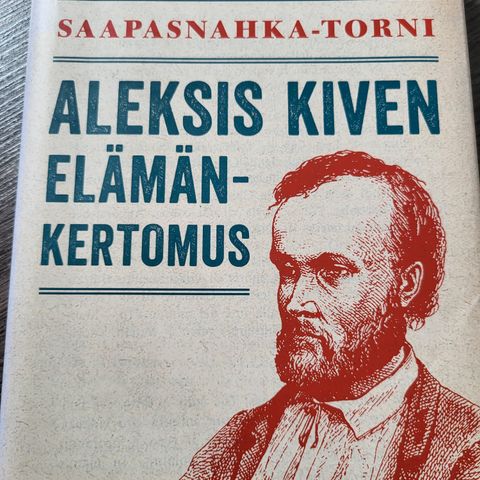 SAAPASNAHKA-TORNI
ALEKSIS KIVEN
ELÄMÄN-
KERTOMUS